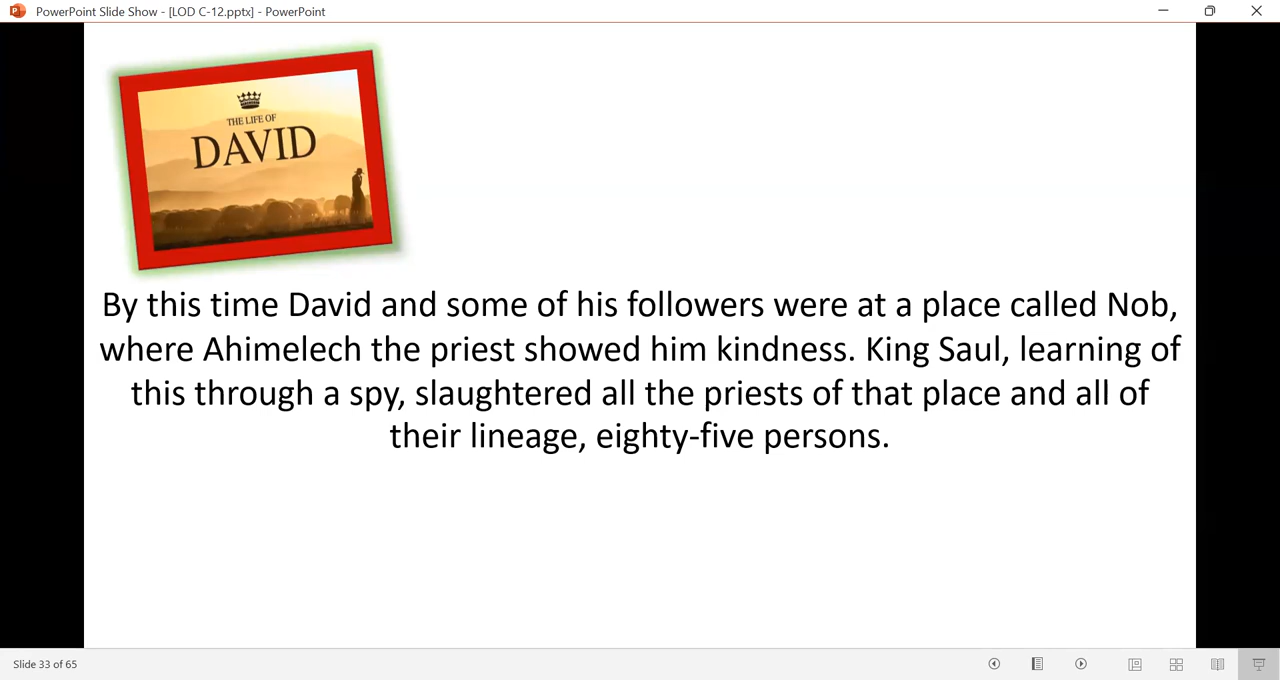 PowerPoint Slide Show - [LOD C-12.pptx] - PowerPoint
THE LIFE OF
DAVID
By this time David and some of his followers were at a place called Nob,
where Ahimelech the priest showed him kindness. King Saul, learning of
this through a spy, slaughtered all the priests of that place and all of
their lineage, eighty-five persons.
Slide 33 of 65